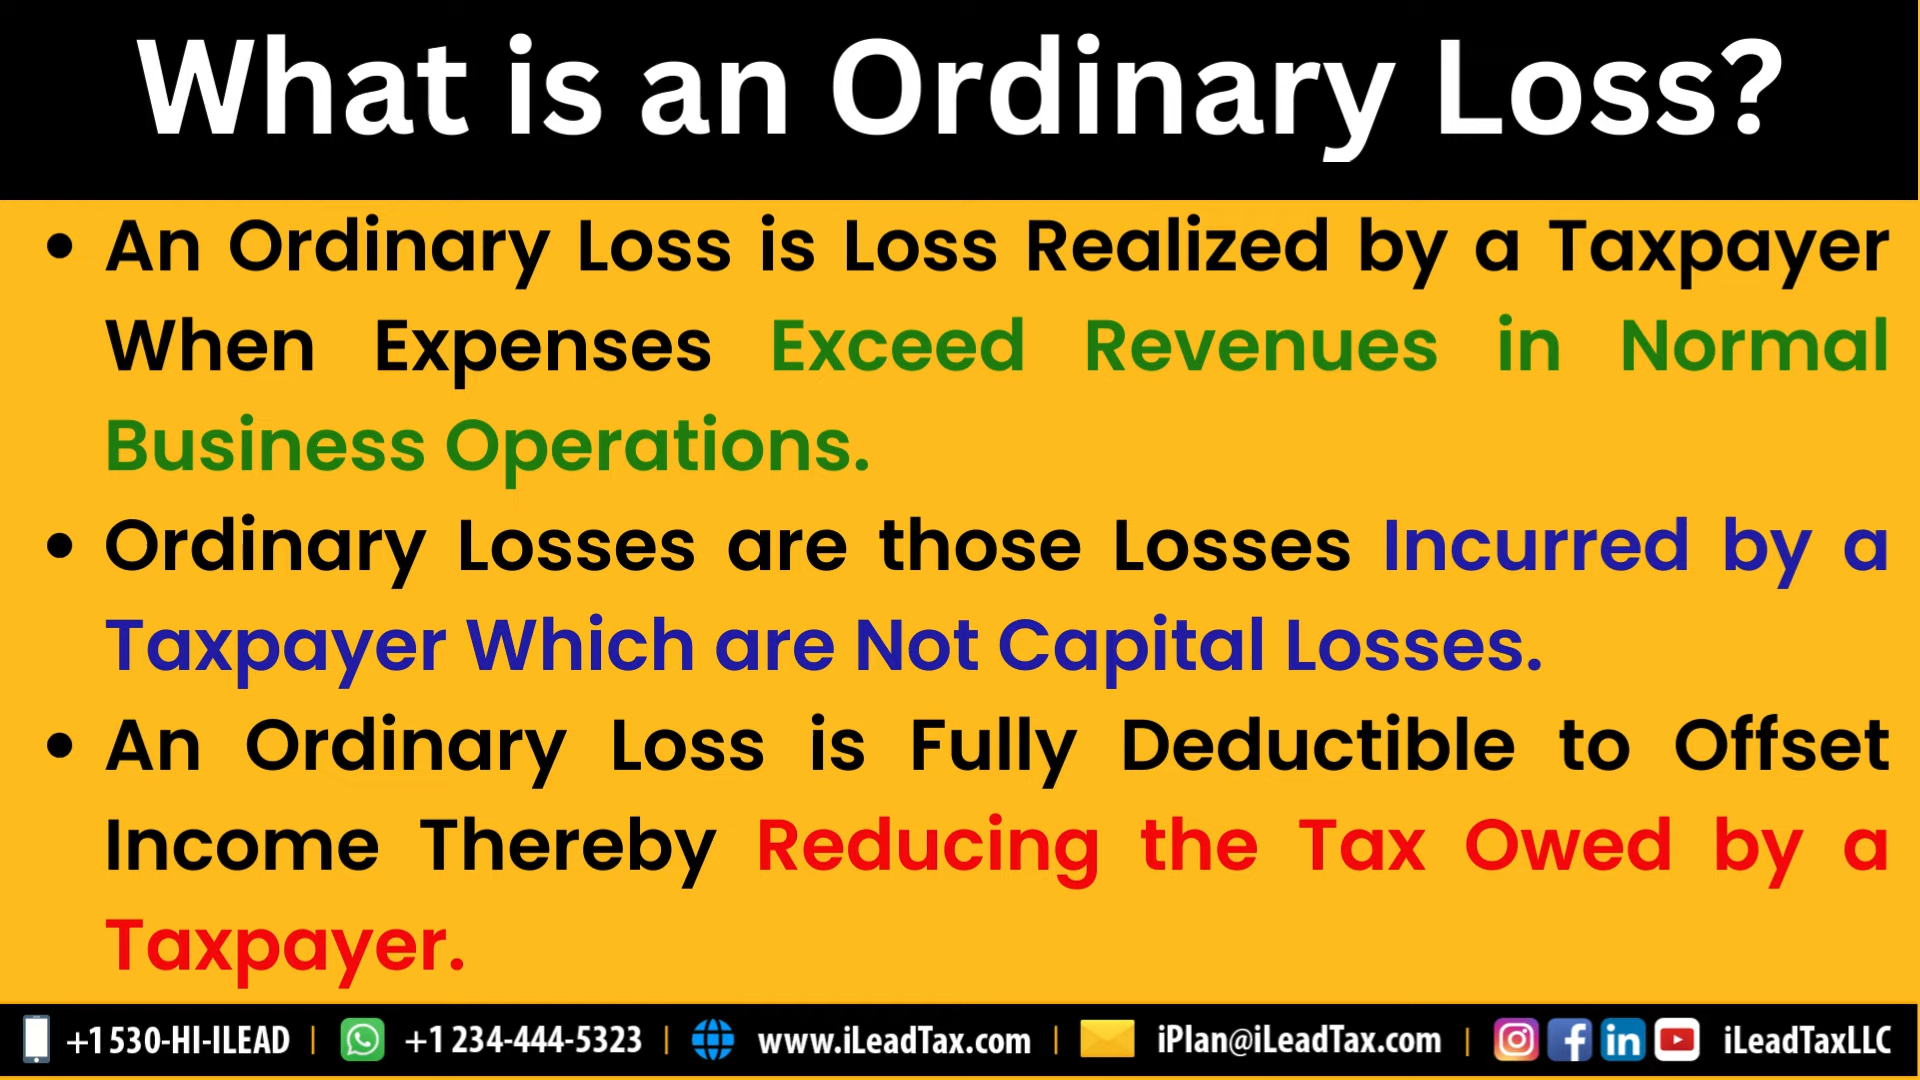 What is an Ordinary Loss?
• An Ordinary Loss is Loss Realized by a Taxpayer
When Expenses Exceed Revenues in Normal
Business Operations.
• Ordinary Losses are those Losses Incurred by a
Taxpayer Which are Not Capital Losses.
• An Ordinary Loss is Fully Deductible to Offset
Income Thereby Reducing the Tax Owed by a
Taxpayer.
+1 530-HI-ILEAD | +1 234-444-5323 | www.iLeadTax.com | iPlan@iLeadTax.com | iLeadTaxLLC